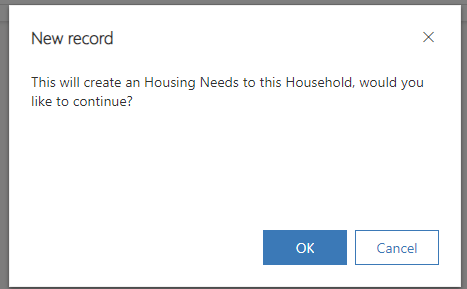 New record
This will create an Housing Needs to this Household, would you
like to continue?
OK
Cancel